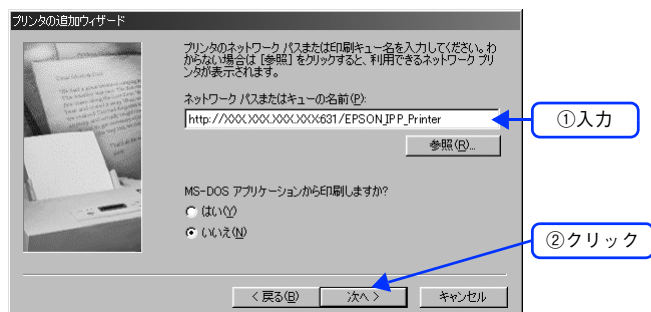 プリンタの追加ウィザード
プリンタのネットワーク パスまたは印刷キュー名を入力してください。わ
からない場合は [参照] をクリックすると、利用できるネットワーク プリ
ンタが表示されます。
ネットワーク パスまたはキューの名前(P):
http://XXX.XXX.XXX.XXX:631/EPSON_IPP_Printer
①入力
参照(R)...
MS-DOS アプリケーションから印刷しますか?
はい(Y)
いいえ(N)
②クリック
< 戻る(B)
次へ >
キャンセル